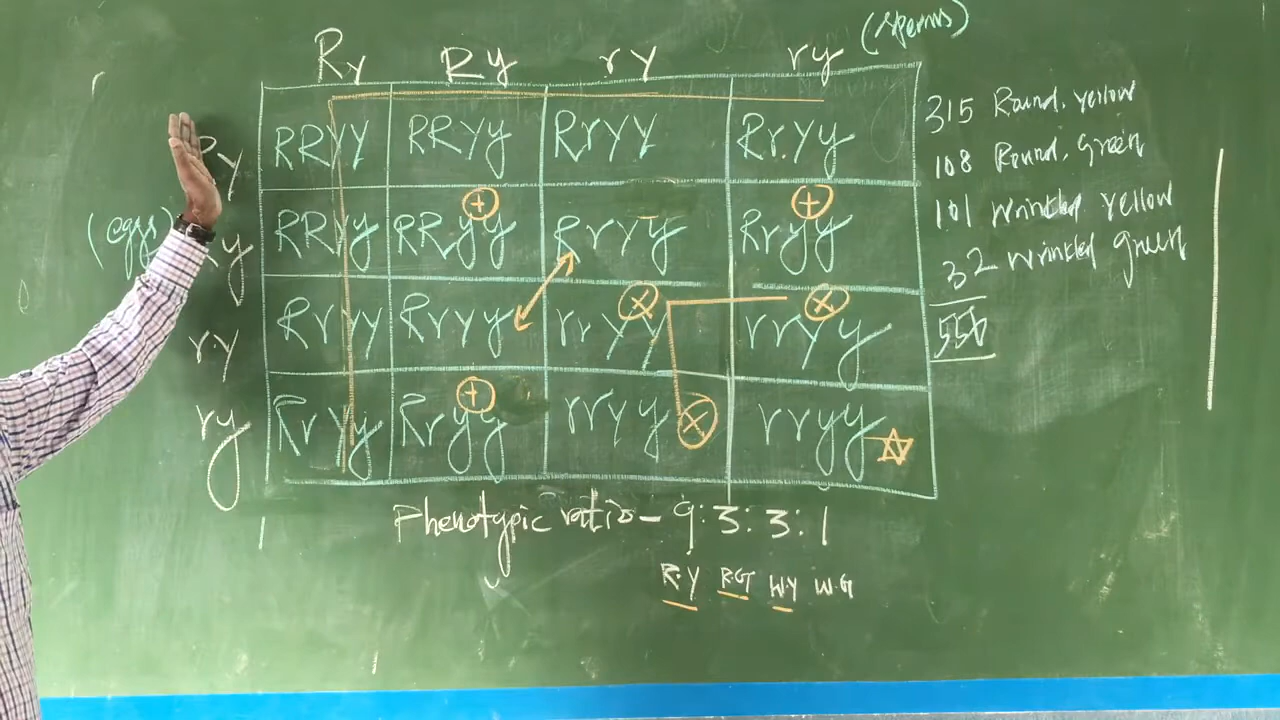 (sperms)
Ry Ry rY ry
RY RRYY RRYy RrYY RrYy
(eggs) Ry RRYy RRyy RrYy Rryy
rY RrYY RrYy rrYY rrYy
ry RrYy Rryy rrYy rryy
Phenotypic ratio - 9:3:3:1
R.Y R.G W.Y W.G
315 Round, yellow
108 Round, Green
101 Wrinkled yellow
32 Wrinkled green
556